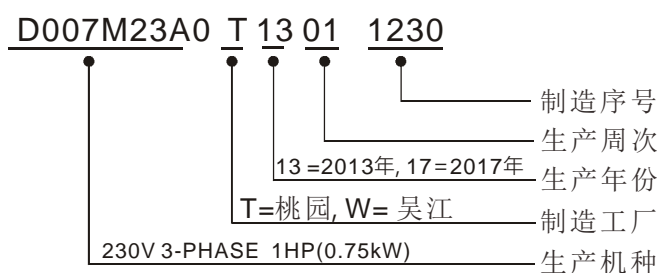 D007M23A0 T 13 01 1230
制造序号
生产周次
13 =2013年, 17=2017年 生产年份
T=桃园, W= 吴江 制造工厂
230V 3-PHASE 1HP(0.75kW) 生产机种